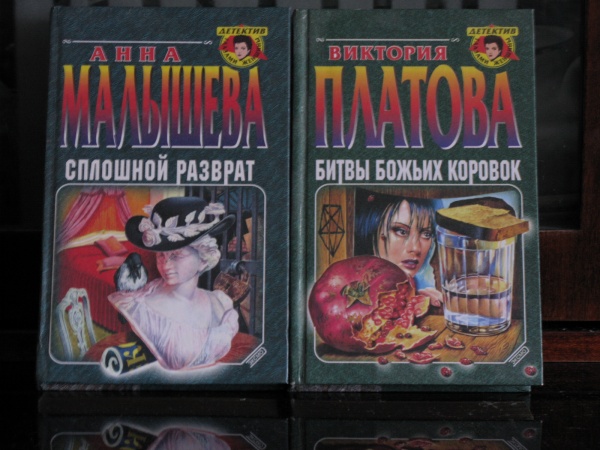 ДЕТЕКТИВ
АННА
МАЛЫШЕВА
СПЛОШНОЙ РАЗВРАТ
ДЕТЕКТИВ
ВИКТОРИЯ
ПЛАТОВА
БИТВЫ БОЖЬИХ КОРОВОК